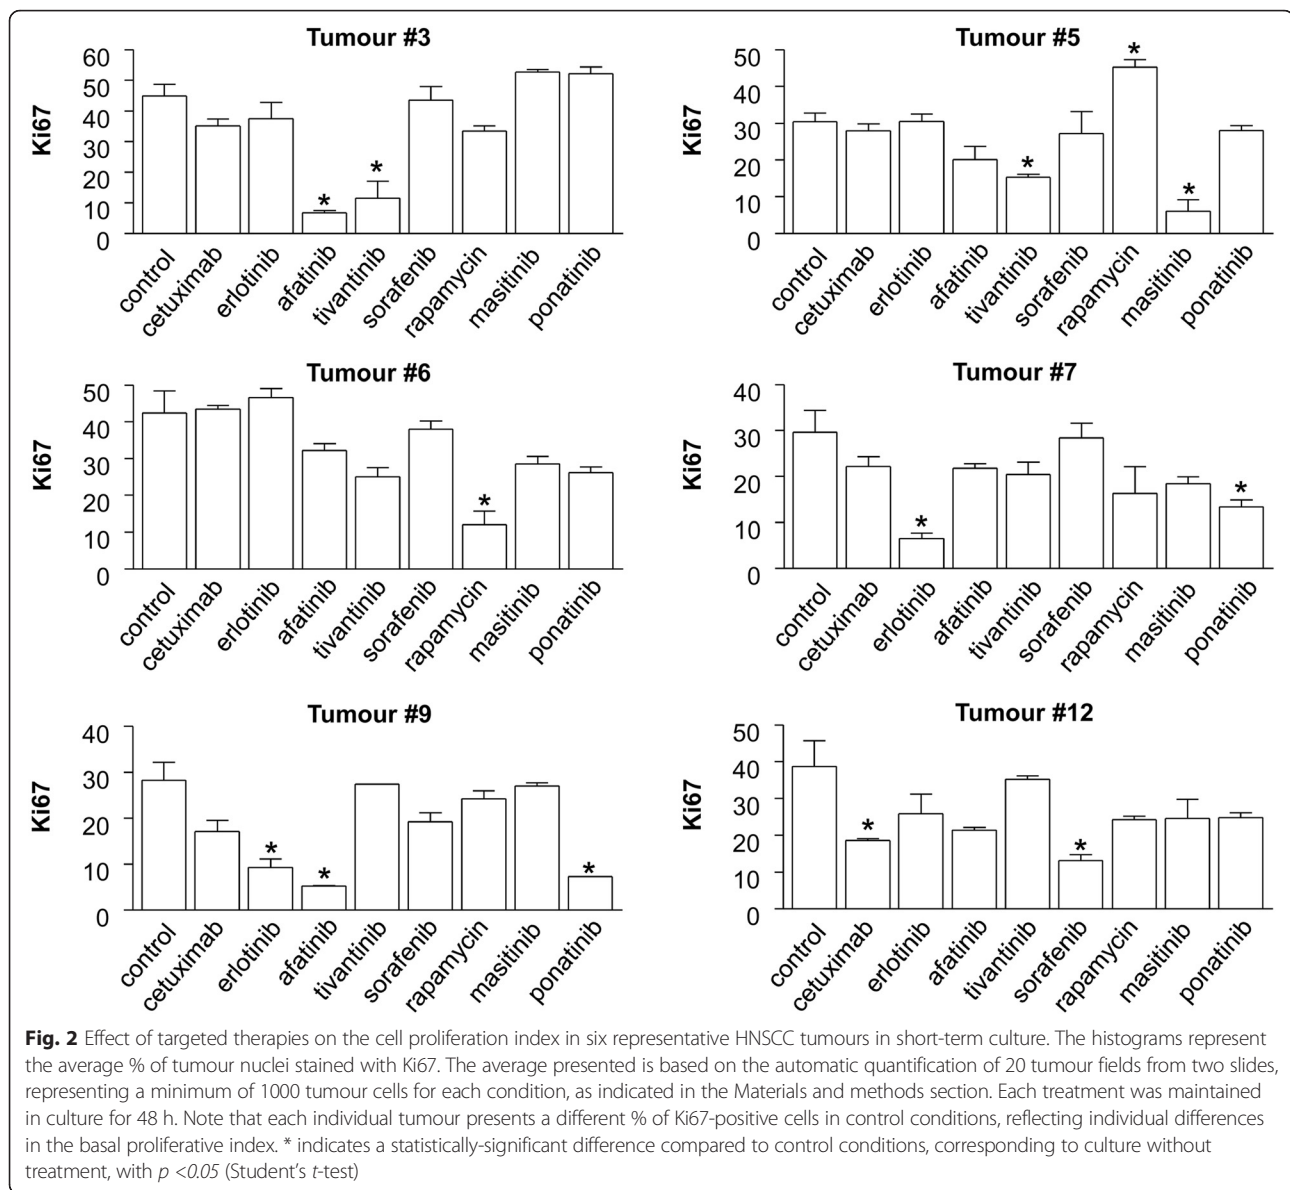 Tumour #3
60
50
40
30
20
10
0
Ki67
*
*
control
cetuximab
erlotinib
afatinib
tivantinib
sorafenib
rapamycin
masitinib
ponatinib
Tumour #5
50
40
30
20
10
0
Ki67
*
*
*
control
cetuximab
erlotinib
afatinib
tivantinib
sorafenib
rapamycin
masitinib
ponatinib
Tumour #6
50
40
30
20
10
0
Ki67
*
control
cetuximab
erlotinib
afatinib
tivantinib
sorafenib
rapamycin
masitinib
ponatinib
Tumour #7
40
30
20
10
0
Ki67
*
*
control
cetuximab
erlotinib
afatinib
tivantinib
sorafenib
rapamycin
masitinib
ponatinib
Tumour #9
40
30
20
10
0
Ki67
*
*
*
control
cetuximab
erlotinib
afatinib
tivantinib
sorafenib
rapamycin
masitinib
ponatinib
Tumour #12
50
40
30
20
10
0
Ki67
*
*
control
cetuximab
erlotinib
afatinib
tivantinib
sorafenib
rapamycin
masitinib
ponatinib
Fig. 2 Effect of targeted therapies on the cell proliferation index in six representative HNSCC tumours in short-term culture. The histograms represent
the average % of tumour nuclei stained with Ki67. The average presented is based on the automatic quantification of 20 tumour fields from two slides,
representing a minimum of 1000 tumour cells for each condition, as indicated in the Materials and methods section. Each treatment was maintained
in culture for 48 h. Note that each individual tumour presents a different % of Ki67-positive cells in control conditions, reflecting individual differences
in the basal proliferative index. * indicates a statistically-significant difference compared to control conditions, corresponding to culture without
treatment, with p <0.05 (Student's t-test)